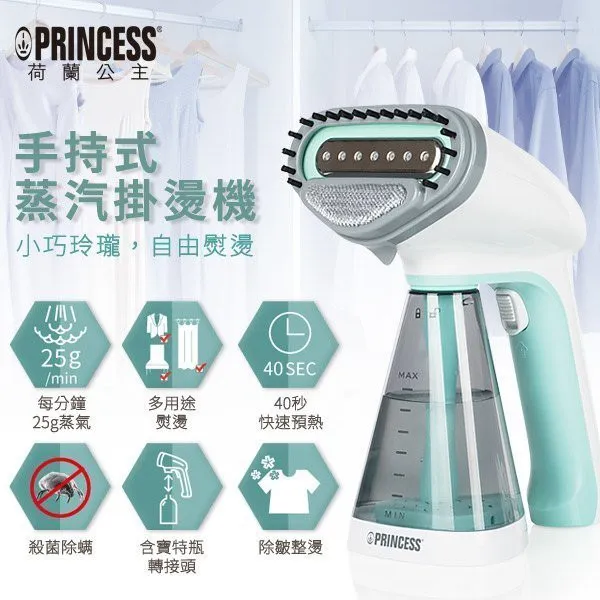 PRINCESS®
荷蘭公主
手持式
蒸汽掛燙機
小巧玲瓏，自由熨燙
25g
/min
每分鐘
25g蒸氣
多用途
熨燙
40 SEC
40秒
快速預熱
殺菌除螨
含寶特瓶
轉接頭
除皺整燙
MAX
MIN
PRINCESS®